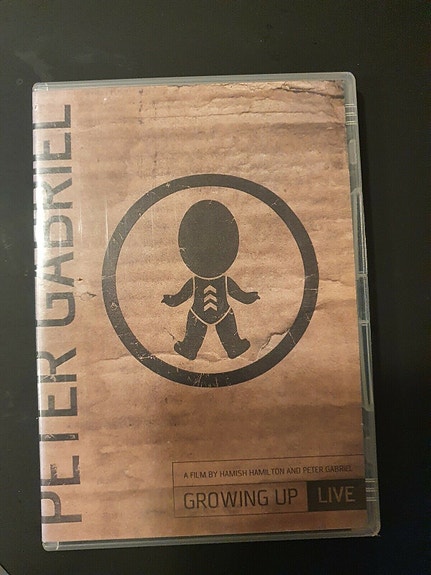 PETER GABRIEL
A FILM BY HAMISH HAMILTON AND PETER GABRIEL
GROWING UP LIVE